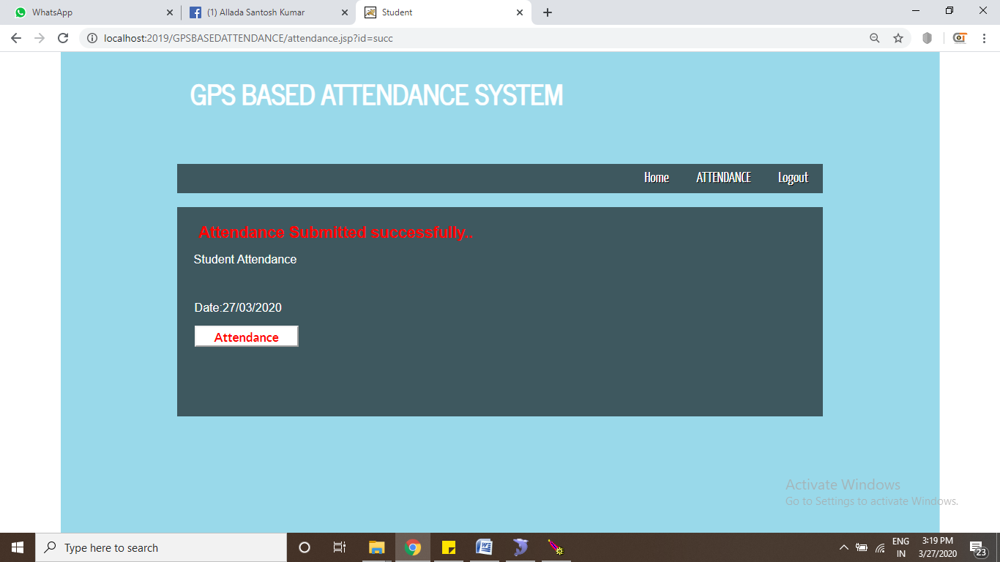 WhatsApp
(1) Allada Santosh Kumar
Student
localhost:2019/GPSBASEDATTENDANCE/attendance.jsp?id=succ
GPS BASED ATTENDANCE SYSTEM
Home ATTENDANCE Logout
Attendance Submitted successfully..
Student Attendance
Date:27/03/2020
Attendance
Activate Windows
Go to Settings to activate Windows.
Type here to search
ENG
IN
3:19 PM
3/27/2020
23